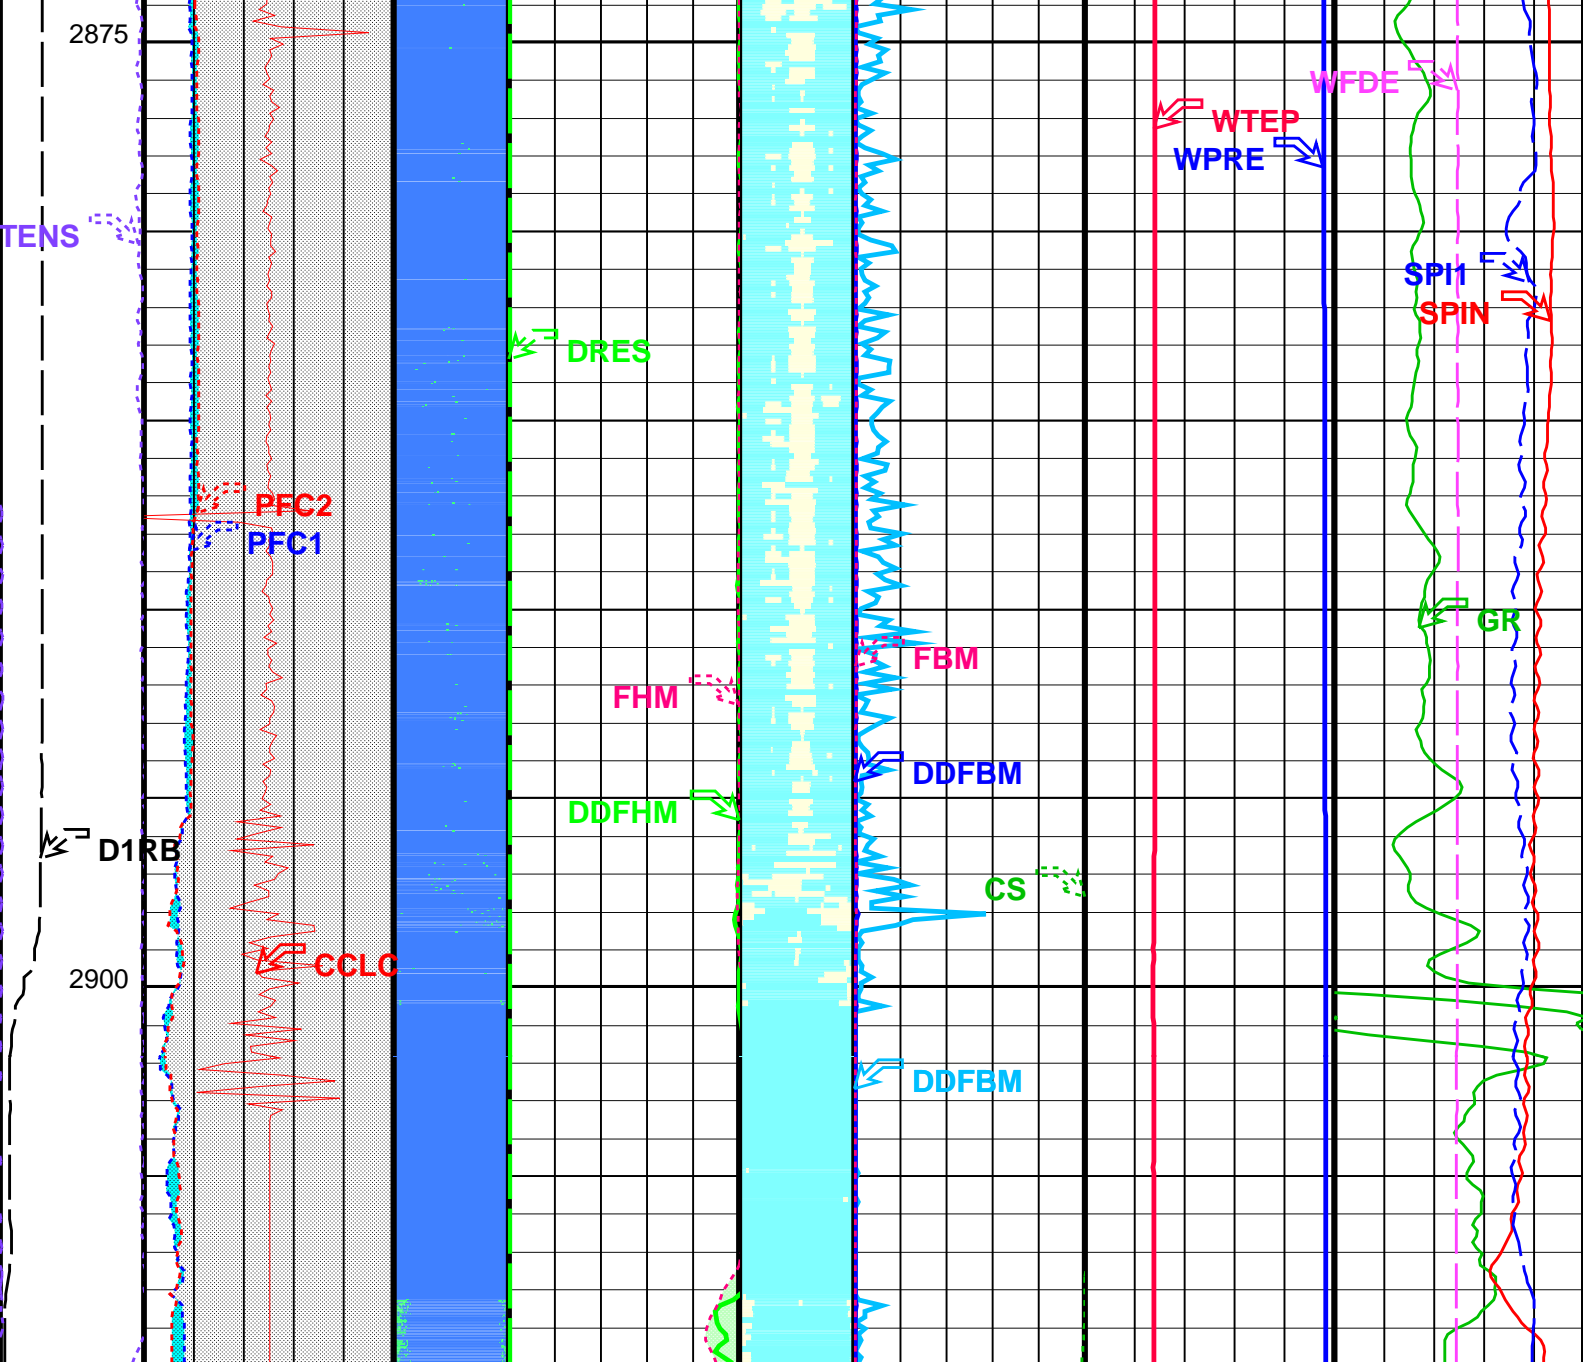 2875
WFDE
WTEP
WPRE
TENS
SPI1
SPIN
DRES
PFC2
PFC1
GR
FBM
FHM
DDFBM
DDFHM
D1RB
CS
CCLC
2900
DDFBM